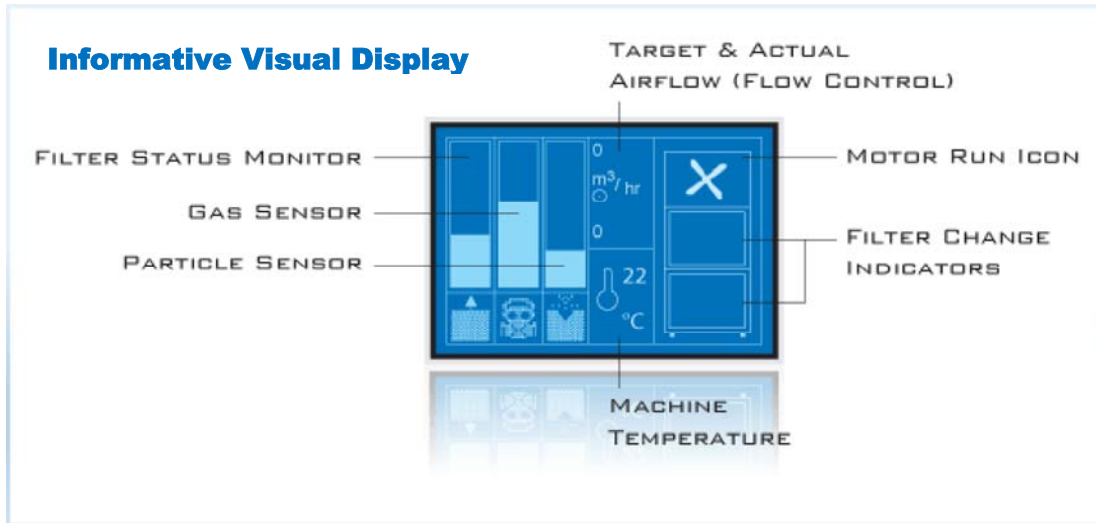 Informative Visual Display
TARGET & ACTUAL
AIRFLOW (FLOW CONTROL)
FILTER STATUS MONITOR
GAS SENSOR
PARTICLE SENSOR
MOTOR RUN ICON
FILTER CHANGE
INDICATORS
0
m³/ hr
0
22
°C
MACHINE
TEMPERATURE